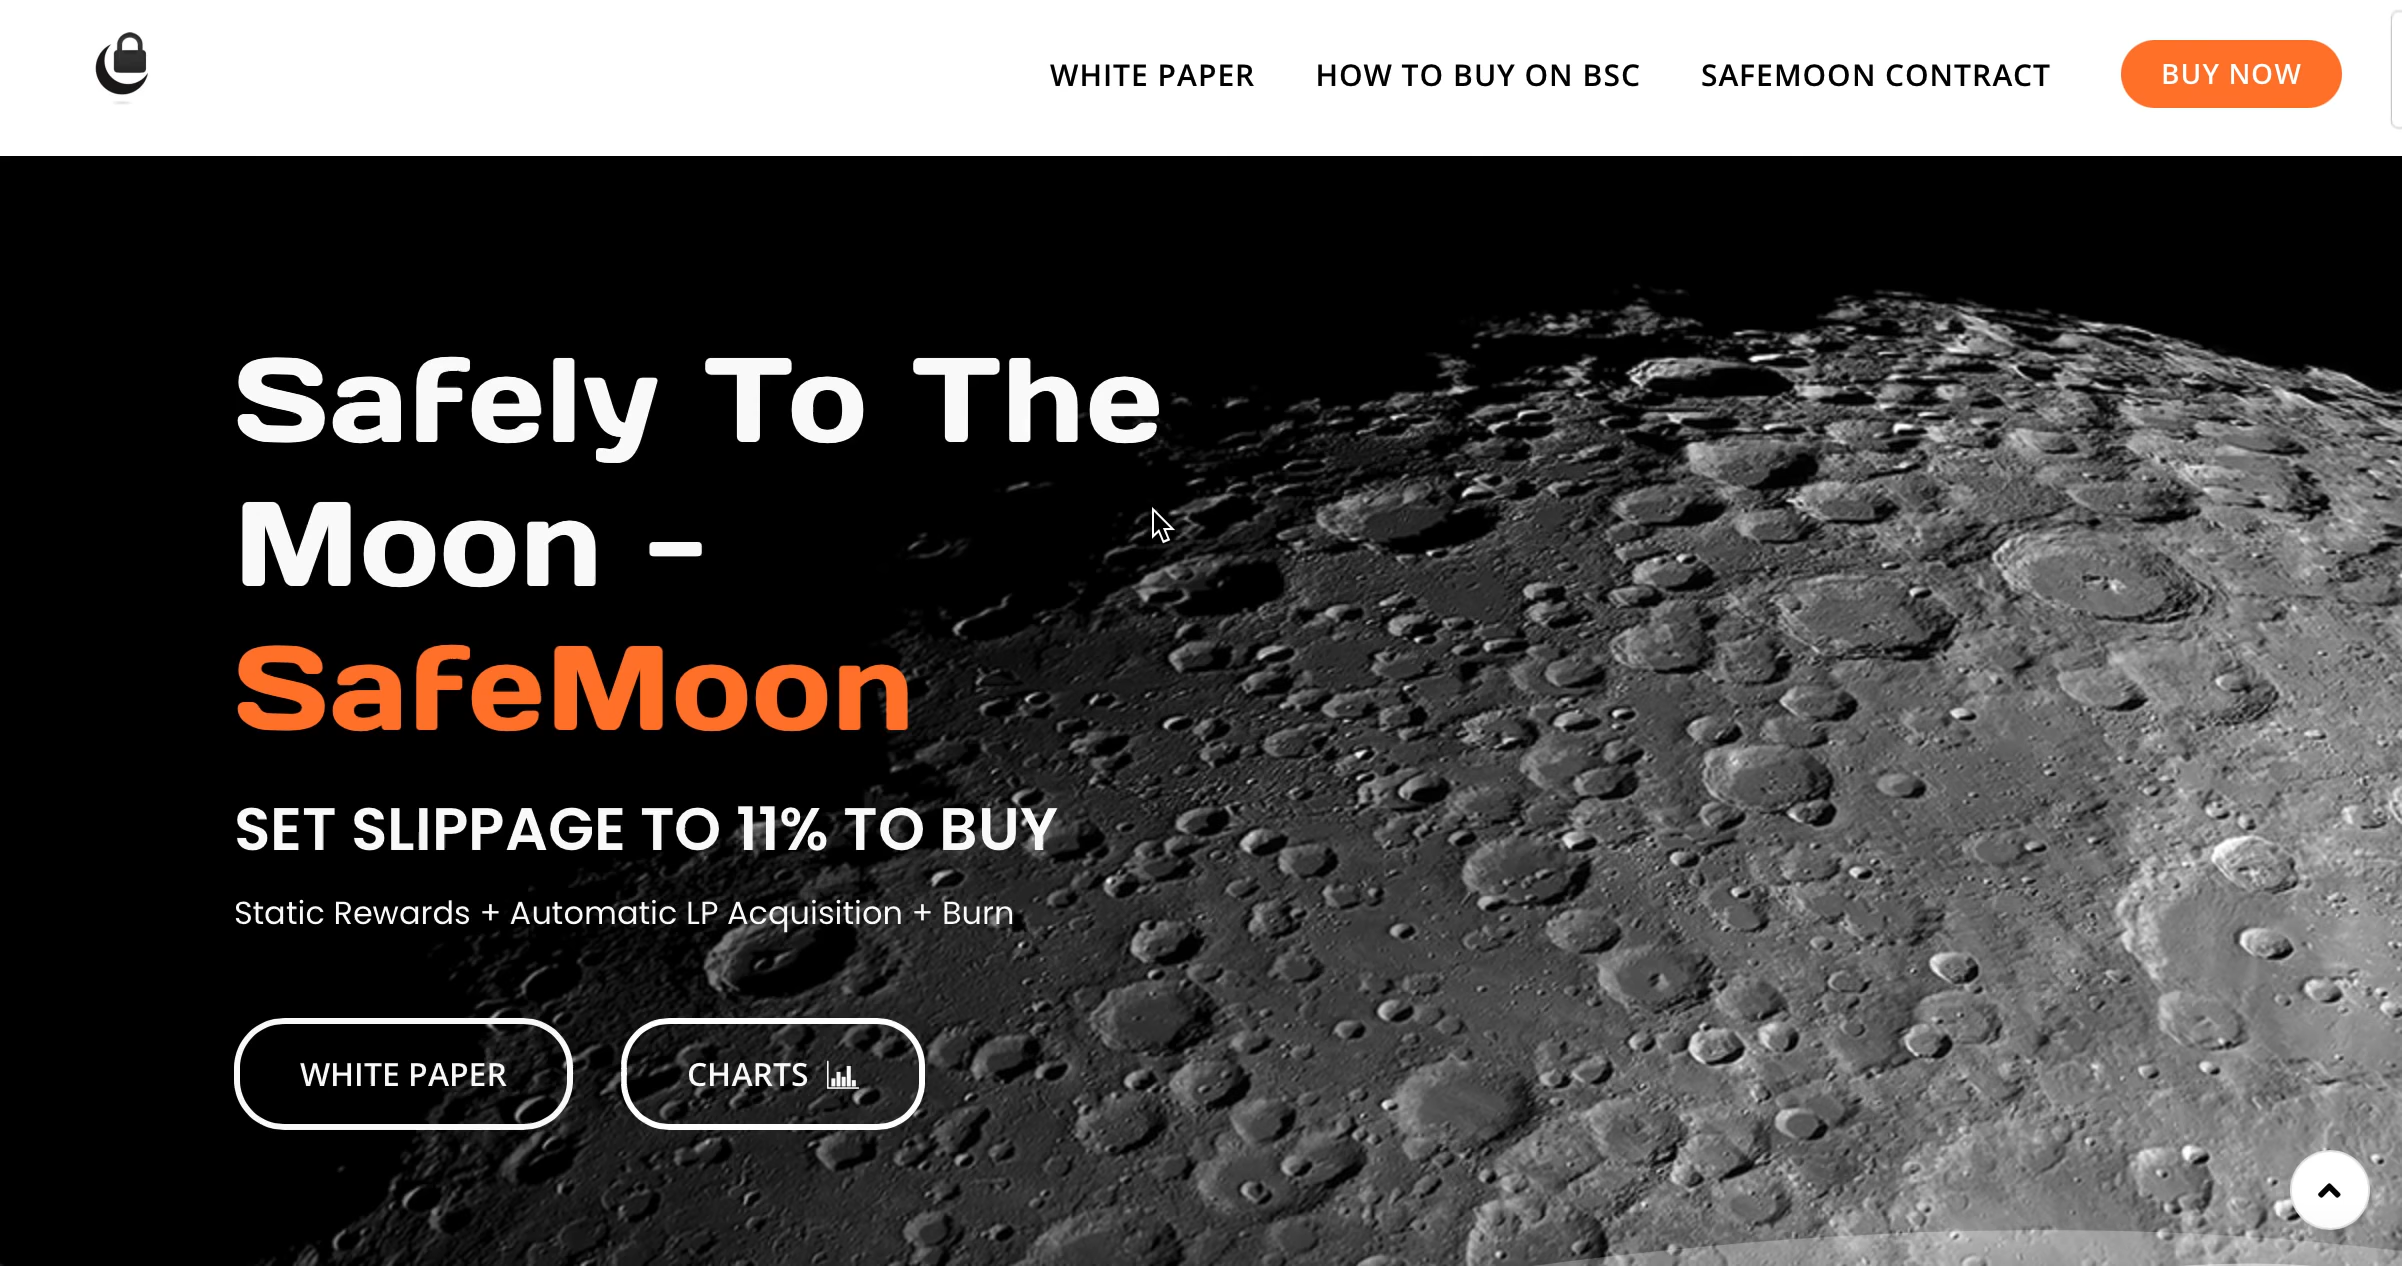 WHITE PAPER
HOW TO BUY ON BSC
SAFEMOON CONTRACT
BUY NOW
Safely To The
Moon -
SafeMoon
SET SLIPPAGE TO 11% TO BUY
Static Rewards + Automatic LP Acquisition + Burn
WHITE PAPER
CHARTS